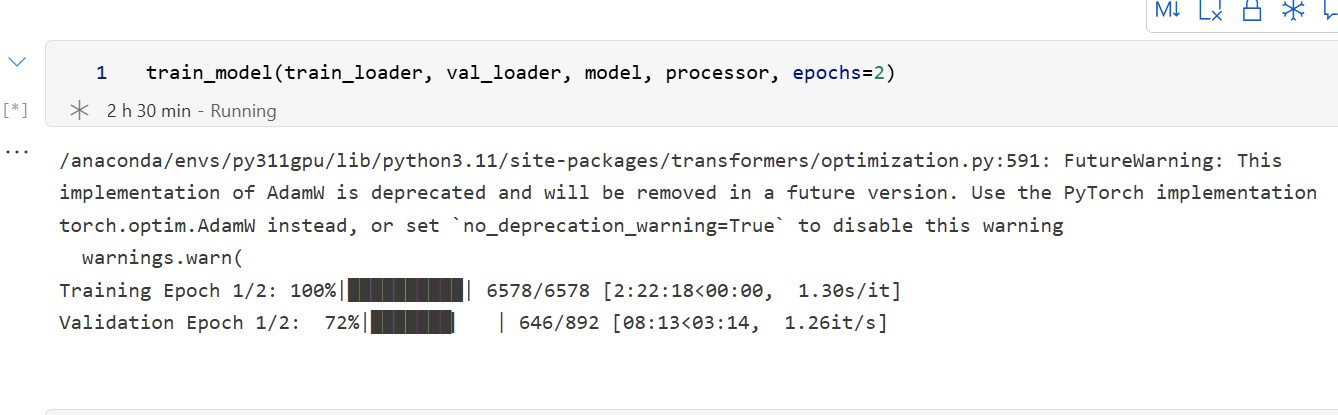 M↓
1 train_model(train_loader, val_loader, model, processor, epochs=2)
[*] 2 h 30 min - Running
...
/anaconda/envs/py311gpu/lib/python3.11/site-packages/transformers/optimization.py:591: FutureWarning: This
implementation of AdamW is deprecated and will be removed in a future version. Use the PyTorch implementation
torch.optim.AdamW instead, or set `no_deprecation_warning=True` to disable this warning
  warnings.warn(
Training Epoch 1/2: 100%|██████████| 6578/6578 [2:22:18<00:00,  1.30s/it]
Validation Epoch 1/2:  72%|███████▏  | 646/892 [08:13<03:14,  1.26it/s]